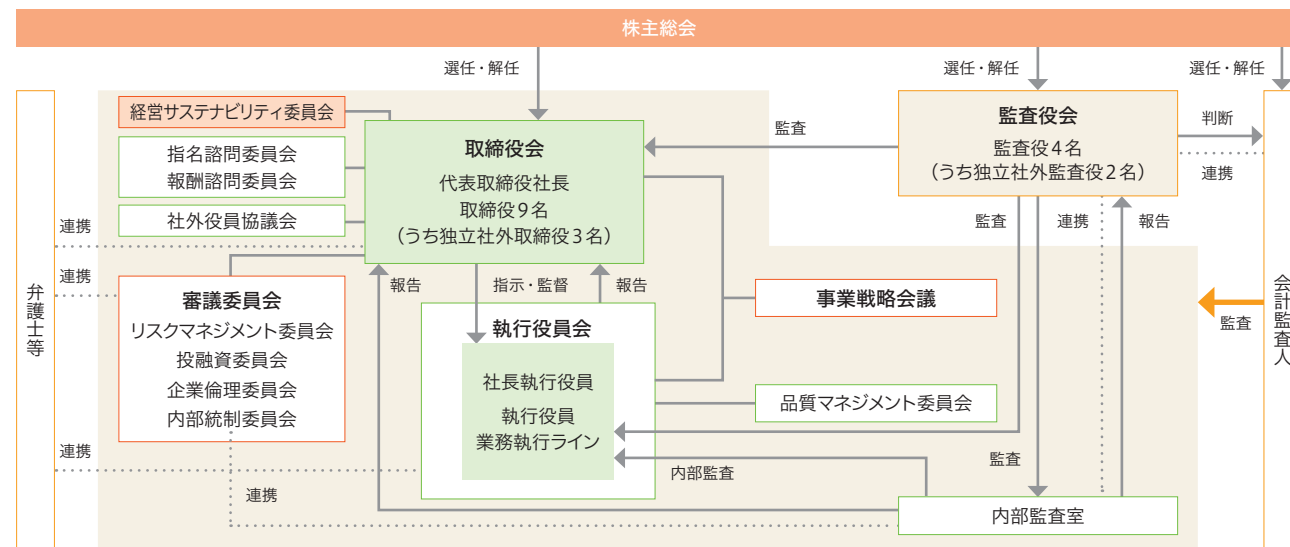 株主総会
選任・解任
選任・解任
選任・解任
経営サステナビリティ委員会
指名諮問委員会
報酬諮問委員会
社外役員協議会
取締役会
代表取締役社長
取締役9名
（うち独立社外取締役3名）
監査
監査役会
監査役4名
（うち独立社外監査役2名）
判断
連携
連携
連携
弁護士等
審議委員会
リスクマネジメント委員会
投融資委員会
企業倫理委員会
内部統制委員会
報告
指示・監督
報告
執行役員会
社長執行役員
執行役員
業務執行ライン
事業戦略会議
品質マネジメント委員会
監査
連携
報告
監査
会計監査人
連携
連携
内部監査
監査
内部監査室